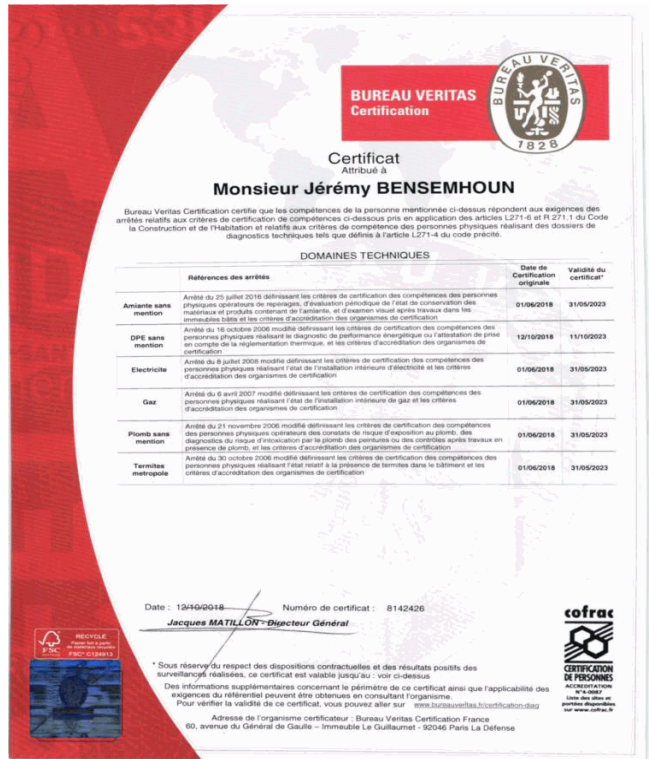 BUREAU VERITAS
Certification
BUREAU VERITAS
1828
Certificat
Attribué à
Monsieur Jérémy BENSEMHOUN
Bureau Veritas Certification certifie que les compétences de la personne mentionnée ci-dessus répondent aux exigences des
arrêtés relatifs aux critères de certification de compétences ci-dessous pris en application des articles L271-6 et R 271.1 du Code
la Construction et de l'Habitation et relatifs aux critères de compétence des personnes physiques réalisant des dossiers de
diagnostics techniques tels que définis à l'article L271-4 du code précité.
DOMAINES TECHNIQUES
Références des arrêtés
Date de
Certification
originale
Validité du
certificat*
Amiante sans
mention
Arrêté du 25 juillet 2016 définissant les critères de certification des compétences des personnes
physiques opérateurs de repérages, d'évaluation périodique de l'état de conservation des
matériaux et produits contenant de l'amiante, et d'examen visuel après travaux dans les
immeubles bâtis et les critères d'accréditation des organismes de certification
01/06/2018
31/05/2023
DPE sans
mention
Arrêté du 16 octobre 2006 modifié définissant les critères de certification des compétences des
personnes physiques réalisant le diagnostic de performance énergétique ou l'attestation de prise
en compte de la réglementation thermique, et les critères d'accréditation des organismes de
certification
12/10/2018
11/10/2023
Electricite
Arrêté du 8 juillet 2008 modifié définissant les critères de certification des compétences des
personnes physiques réalisant l'état de l'installation intérieure d'électricité et les critères
d'accréditation des organismes de certification
01/06/2018
31/05/2023
Gaz
Arrêté du 6 avril 2007 modifié définissant les critères de certification des compétences des
personnes physiques réalisant l'état de l'installation intérieure de gaz et les critères
d'accréditation des organismes de certification
01/06/2018
31/05/2023
Plomb sans
mention
Arrêté du 21 novembre 2006 modifié définissant les critères de certification des compétences
des personnes physiques opérateurs des constats de risque d'exposition au plomb, des
diagnostics du risque d'intoxication par le plomb des peintures ou des contrôles après travaux en
présence de plomb, et les critères d'accréditation des organismes de certification
01/06/2018
31/05/2023
Termites
metropole
Arrêté du 30 octobre 2006 modifié définissant les critères de certification des compétences des
personnes physiques réalisant l'état relatif à la présence de termites dans le bâtiment et les
critères d'accréditation des organismes de certification
01/06/2018
31/05/2023
Date : 12/10/2018
Numéro de certificat : 8142426
Jacques MATILLON - Directeur Général
* Sous réserve du respect des dispositions contractuelles et des résultats positifs des
surveillances réalisées, ce certificat est valable jusqu'au : voir ci-dessus
Des informations supplémentaires concernant le périmètre de ce certificat ainsi que l'applicabilité des
exigences du référentiel peuvent être obtenues en consultant l'organisme.
Pour vérifier la validité de ce certificat, vous pouvez aller sur www.bureauveritas.fr/certification-diag
Adresse de l'organisme certificateur : Bureau Veritas Certification France
60, avenue du Général de Gaulle – Immeuble Le Guillaumet - 92046 Paris La Défense
FSC
RECYCLÉ
Papier fait à partir
de matériaux recyclés
FSC® C124913
cofrac
CERTIFICATION
DE PERSONNES
ACCREDITATION
N°4-0087
Liste des sites et
portées disponibles
sur www.cofrac.fr